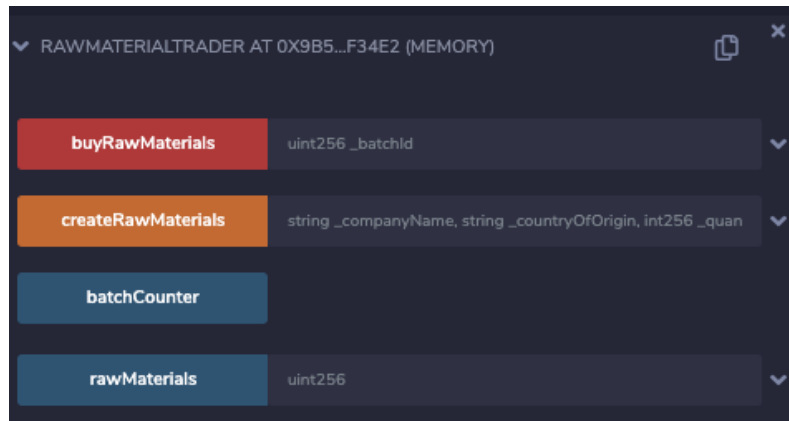 RAWMATERIALTRADER AT 0X9B5...F34E2 (MEMORY)
buyRawMaterials uint256 _batchId
createRawMaterials string _companyName, string _countryOfOrigin, int256 _quan
batchCounter
rawMaterials uint256